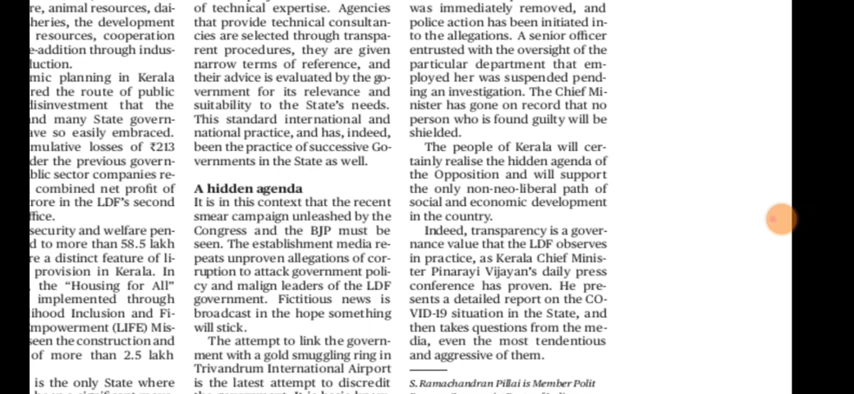 re, animal resources, dai-
heries, the development
resources, cooperation
e-addition through indus-
luction.
mic planning in Kerala
red the route of public
disinvestment that the
and many State govern-
ave so easily embraced.
mulative losses of ₹213
der the previous govern-
blic sector companies re-
combined net profit of
rore in the LDF's second
ffice.
security and welfare pen-
d to more than 58.5 lakh
re a distinct feature of li-
provision in Kerala. In
the “Housing for All”
implemented through
ihood Inclusion and Fi-
mpowerment (LIFE) Mis-
seen the construction and
of more than 2.5 lakh
is the only State where
of technical expertise. Agencies
that provide technical consultan-
cies are selected through transpa-
rent procedures, they are given
narrow terms of reference, and
their advice is evaluated by the go-
vernment for its relevance and
suitability to the State's needs.
This standard international and
national practice, and has, indeed,
been the practice of successive Go-
vernments in the State as well.
A hidden agenda
It is in this context that the recent
smear campaign unleashed by the
Congress and the BJP must be
seen. The establishment media re-
peats unproven allegations of cor-
ruption to attack government poli-
cy and malign leaders of the LDF
government. Fictitious news is
broadcast in the hope something
will stick.
The attempt to link the govern-
ment with a gold smuggling ring in
Trivandrum International Airport
is the latest attempt to discredit
was immediately removed, and
police action has been initiated in-
to the allegations. A senior officer
entrusted with the oversight of the
particular department that em-
ployed her was suspended pend-
ing an investigation. The Chief Mi-
nister has gone on record that no
person who is found guilty will be
shielded.
The people of Kerala will cer-
tainly realise the hidden agenda of
the Opposition and will support
the only non-neo-liberal path of
social and economic development
in the country.
Indeed, transparency is a gover-
nance value that the LDF observes
in practice, as Kerala Chief Minis-
ter Pinarayi Vijayan's daily press
conference has proven. He pre-
sents a detailed report on the CO-
VID-19 situation in the State, and
then takes questions from the me-
dia, even the most tendentious
and aggressive of them.
S. Ramachandran Pillai is Member Polit